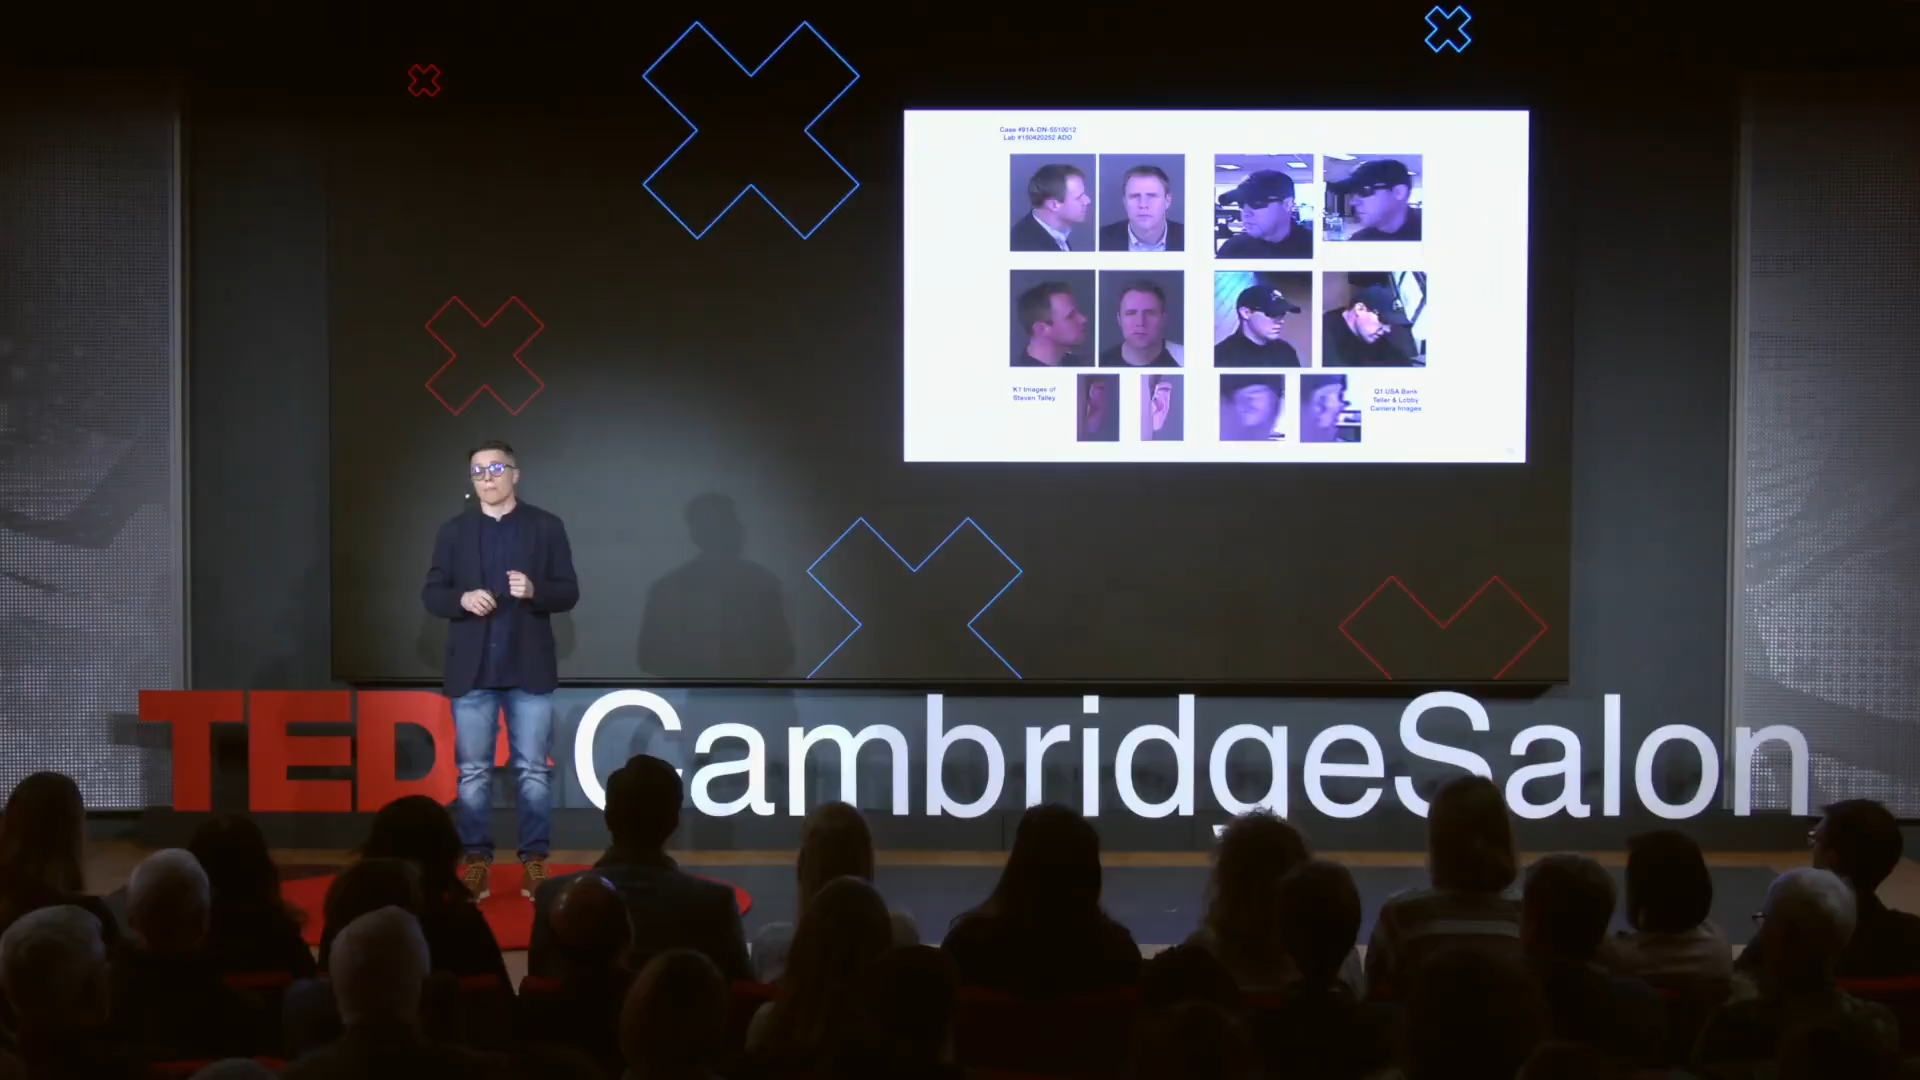 Case #91A-DN-5510012
Lab #150420252 ADO
K1 Images of
Steven Talley
Q1 USA Bank
Teller & Lobby
Camera Images
TEDx CambridgeSalon